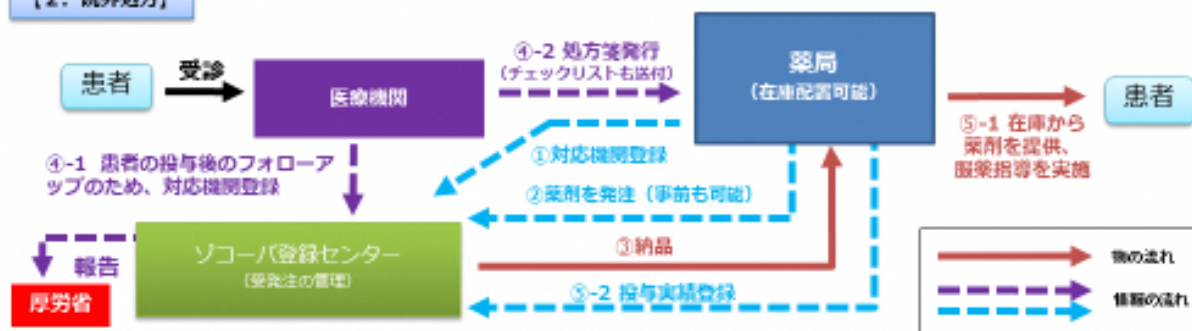 【2. 院外処方】
患者
受診
医療機関
④-2 処方箋発行
(チェックリストも送付)
薬局
(在庫配置可能)
患者
⑤-1 在庫から
薬剤を提供、
服薬指導を実施
④-1 患者の投与後のフォローア
ップのため、対応機関登録
①対応機関登録
②薬剤を発注(事前も可能)
③納品
⑤-2 投与実績登録
ゾコーバ登録センター
(受発注の管理)
報告
厚労省
物の流れ
情報の流れ